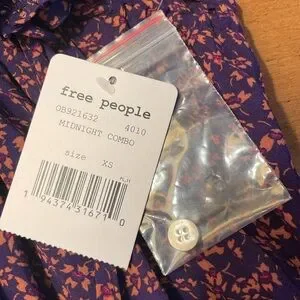 free people
OB921632 4010
MIDNIGHT COMBO
size XS
1 94374 31671 0